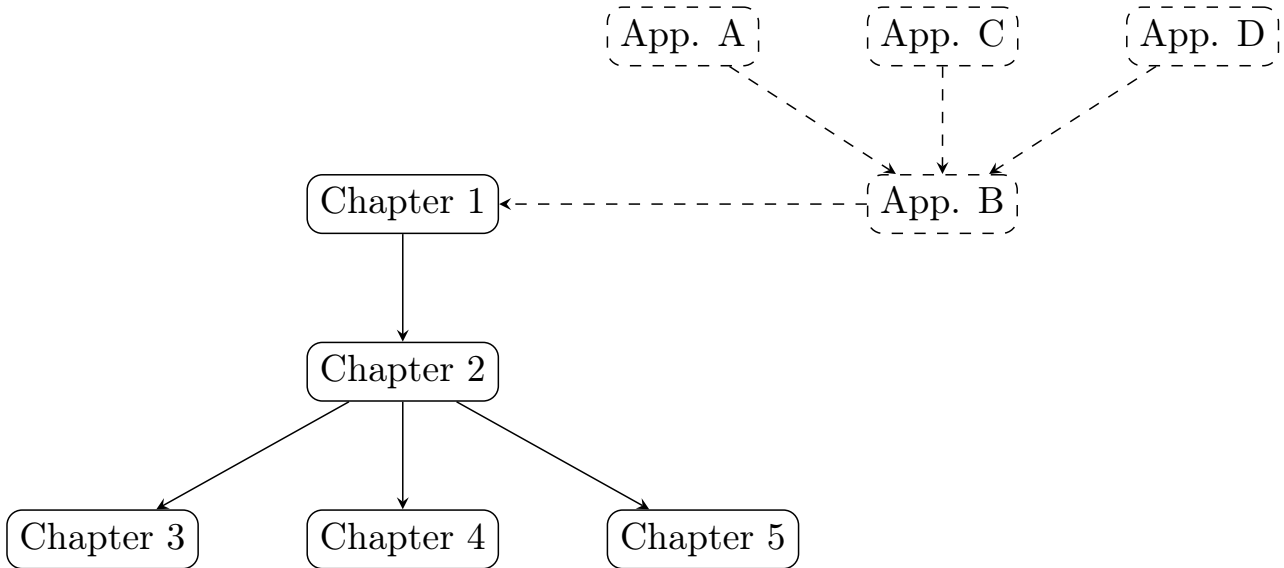 App. A
App. C
App. D
Chapter 1
App. B
Chapter 2
Chapter 3
Chapter 4
Chapter 5